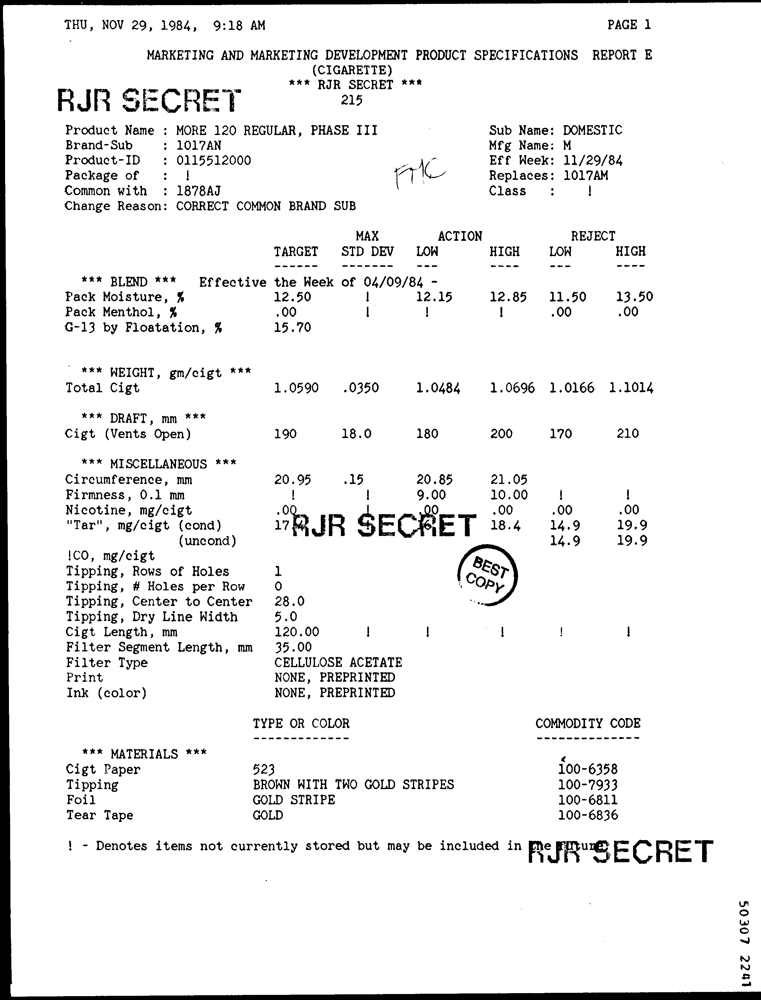 THU, NOV 29, 1984, 9:18 AM PAGE 1
MARKETING AND MARKETING DEVELOPMENT PRODUCT SPECIFICATIONS REPORT E
(CIGARETTE)
*** RJR SECRET ***
RJR SECRET 215
Product Name : MORE 120 REGULAR, PHASE III Sub Name: DOMESTIC
Brand-Sub : 1017AN Mfg Name: M
Product-ID : 0115512000 Eff Week: 11/29/84
Package of : ! Replaces: 1017AM
Common with : 1878AJ Class : !
Change Reason: CORRECT COMMON BRAND SUB
MAX ACTION REJECT
TARGET STD DEV LOW HIGH LOW HIGH
------ ------- --- ---- --- ----
*** BLEND *** Effective the Week of 04/09/84 -
Pack Moisture, % 12.50 ! 12.15 12.85 11.50 13.50
Pack Menthol, % .00 ! ! ! .00 .00
G-13 by Floatation, % 15.70
*** WEIGHT, gm/cigt ***
Total Cigt 1.0590 .0350 1.0484 1.0696 1.0166 1.1014
*** DRAFT, mm ***
Cigt (Vents Open) 190 18.0 180 200 170 210
*** MISCELLANEOUS ***
Circumference, mm 20.95 .15 20.85 21.05
Firmness, 0.1 mm ! ! 9.00 10.00 ! !
Nicotine, mg/cigt .00 .00 .00 .00 .00
"Tar", mg/cigt (cond) 18.4 14.9 19.9
RJR SECRET
(uncond) 14.9 19.9
!CO, mg/cigt
BEST COPY
Tipping, Rows of Holes 1
Tipping, # Holes per Row 0
Tipping, Center to Center 28.0
Tipping, Dry Line Width 5.0
Cigt Length, mm 120.00 ! ! ! ! !
Filter Segment Length, mm 35.00
Filter Type CELLULOSE ACETATE
Print NONE, PREPRINTED
Ink (color) NONE, PREPRINTED
TYPE OR COLOR COMMODITY CODE
------------- --------------
*** MATERIALS ***
Cigt Paper 523 100-6358
Tipping BROWN WITH TWO GOLD STRIPES 100-7933
Foil GOLD STRIPE 100-6811
Tear Tape GOLD 100-6836
! - Denotes items not currently stored but may be included in the future.
RJR SECRET
50307 2241